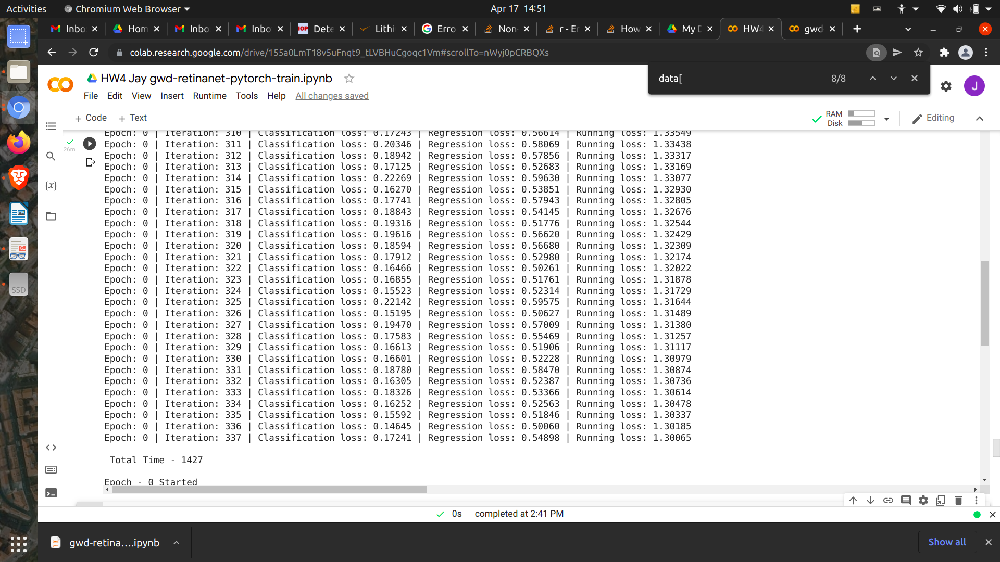 Activities Chromium Web Browser Apr 17 14:51
Inbo Hom Inbo Inbo IOP Dete Lithi Erro Non r - Er How My D HW4 gwd
colab.research.google.com/drive/155a0LmT18v5uFnqt9_tLVBHuCgoqc1Vm#scrollTo=nWyj0pCRBQXs
data[ 8/8
HW4 Jay gwd-retinanet-pytorch-train.ipynb
J
File Edit View Insert Runtime Tools Help All changes saved
+ Code + Text RAM Disk Editing
26m
{x}
Epoch: 0 | Iteration: 310 | Classification loss: 0.17243 | Regression loss: 0.56614 | Running loss: 1.33549
Epoch: 0 | Iteration: 311 | Classification loss: 0.20346 | Regression loss: 0.58069 | Running loss: 1.33438
Epoch: 0 | Iteration: 312 | Classification loss: 0.18942 | Regression loss: 0.57856 | Running loss: 1.33317
Epoch: 0 | Iteration: 313 | Classification loss: 0.17125 | Regression loss: 0.52683 | Running loss: 1.33169
Epoch: 0 | Iteration: 314 | Classification loss: 0.22269 | Regression loss: 0.59630 | Running loss: 1.33077
Epoch: 0 | Iteration: 315 | Classification loss: 0.16270 | Regression loss: 0.53851 | Running loss: 1.32930
Epoch: 0 | Iteration: 316 | Classification loss: 0.17741 | Regression loss: 0.57943 | Running loss: 1.32805
Epoch: 0 | Iteration: 317 | Classification loss: 0.18843 | Regression loss: 0.54145 | Running loss: 1.32676
Epoch: 0 | Iteration: 318 | Classification loss: 0.19316 | Regression loss: 0.51776 | Running loss: 1.32544
Epoch: 0 | Iteration: 319 | Classification loss: 0.19616 | Regression loss: 0.56620 | Running loss: 1.32429
Epoch: 0 | Iteration: 320 | Classification loss: 0.18594 | Regression loss: 0.56680 | Running loss: 1.32309
Epoch: 0 | Iteration: 321 | Classification loss: 0.17912 | Regression loss: 0.52980 | Running loss: 1.32174
Epoch: 0 | Iteration: 322 | Classification loss: 0.16466 | Regression loss: 0.50261 | Running loss: 1.32022
Epoch: 0 | Iteration: 323 | Classification loss: 0.16855 | Regression loss: 0.51761 | Running loss: 1.31878
Epoch: 0 | Iteration: 324 | Classification loss: 0.15523 | Regression loss: 0.52314 | Running loss: 1.31729
Epoch: 0 | Iteration: 325 | Classification loss: 0.22142 | Regression loss: 0.59575 | Running loss: 1.31644
Epoch: 0 | Iteration: 326 | Classification loss: 0.15195 | Regression loss: 0.50627 | Running loss: 1.31489
Epoch: 0 | Iteration: 327 | Classification loss: 0.19470 | Regression loss: 0.57009 | Running loss: 1.31380
Epoch: 0 | Iteration: 328 | Classification loss: 0.17583 | Regression loss: 0.55469 | Running loss: 1.31257
Epoch: 0 | Iteration: 329 | Classification loss: 0.16613 | Regression loss: 0.51906 | Running loss: 1.31117
Epoch: 0 | Iteration: 330 | Classification loss: 0.16601 | Regression loss: 0.52228 | Running loss: 1.30979
Epoch: 0 | Iteration: 331 | Classification loss: 0.18780 | Regression loss: 0.58470 | Running loss: 1.30874
Epoch: 0 | Iteration: 332 | Classification loss: 0.16305 | Regression loss: 0.52387 | Running loss: 1.30736
Epoch: 0 | Iteration: 333 | Classification loss: 0.18326 | Regression loss: 0.53366 | Running loss: 1.30614
Epoch: 0 | Iteration: 334 | Classification loss: 0.16252 | Regression loss: 0.52563 | Running loss: 1.30478
Epoch: 0 | Iteration: 335 | Classification loss: 0.15592 | Regression loss: 0.51846 | Running loss: 1.30337
Epoch: 0 | Iteration: 336 | Classification loss: 0.14645 | Regression loss: 0.50060 | Running loss: 1.30185
Epoch: 0 | Iteration: 337 | Classification loss: 0.17241 | Regression loss: 0.54898 | Running loss: 1.30065
Total Time - 1427
Epoch - 0 Started
SSD
0s completed at 2:41 PM
gwd-retina....ipynb Show all